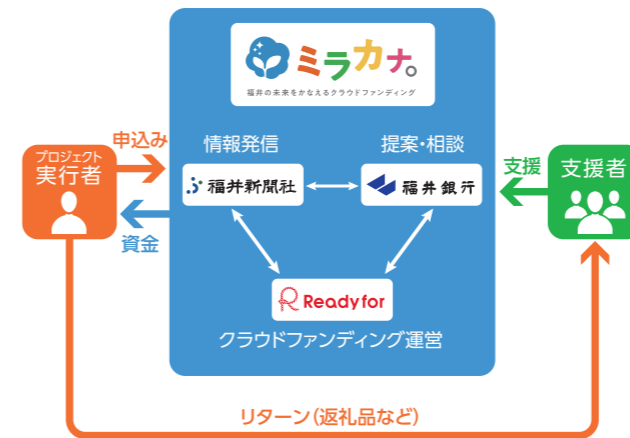 ミラカナ。
福井の未来をかなえるクラウドファンディング
申込み
情報発信
提案・相談
プロジェクト
実行者
福井新聞社
福井銀行
支援
支援者
資金
Readyfor
クラウドファンディング運営
リターン(返礼品など)